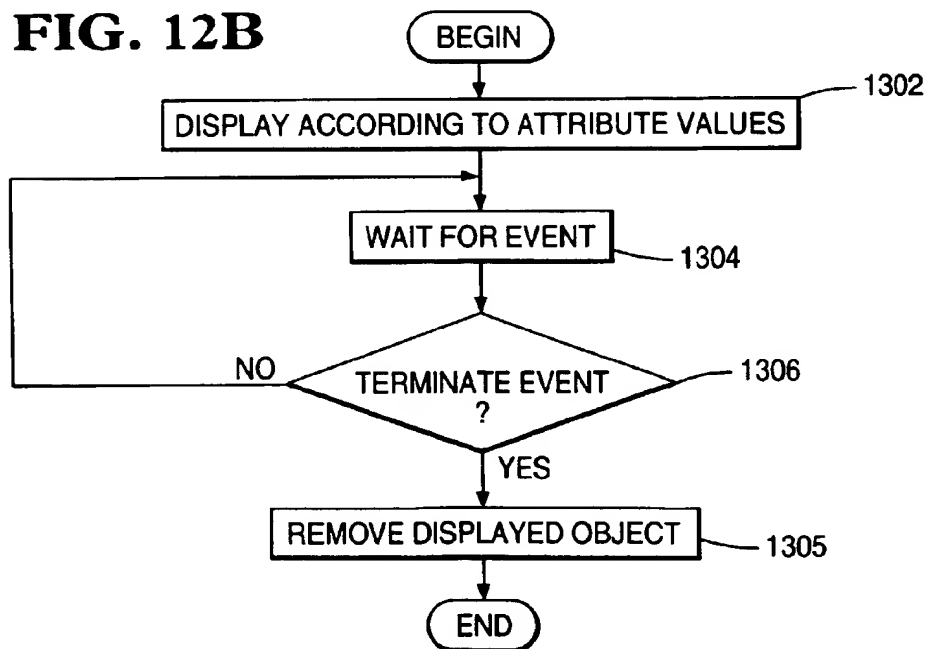 FIG. 12B
BEGIN
1302
DISPLAY ACCORDING TO ATTRIBUTE VALUES
WAIT FOR EVENT
1304
NO
TERMINATE EVENT
?
1306
YES
REMOVE DISPLAYED OBJECT
1305
END